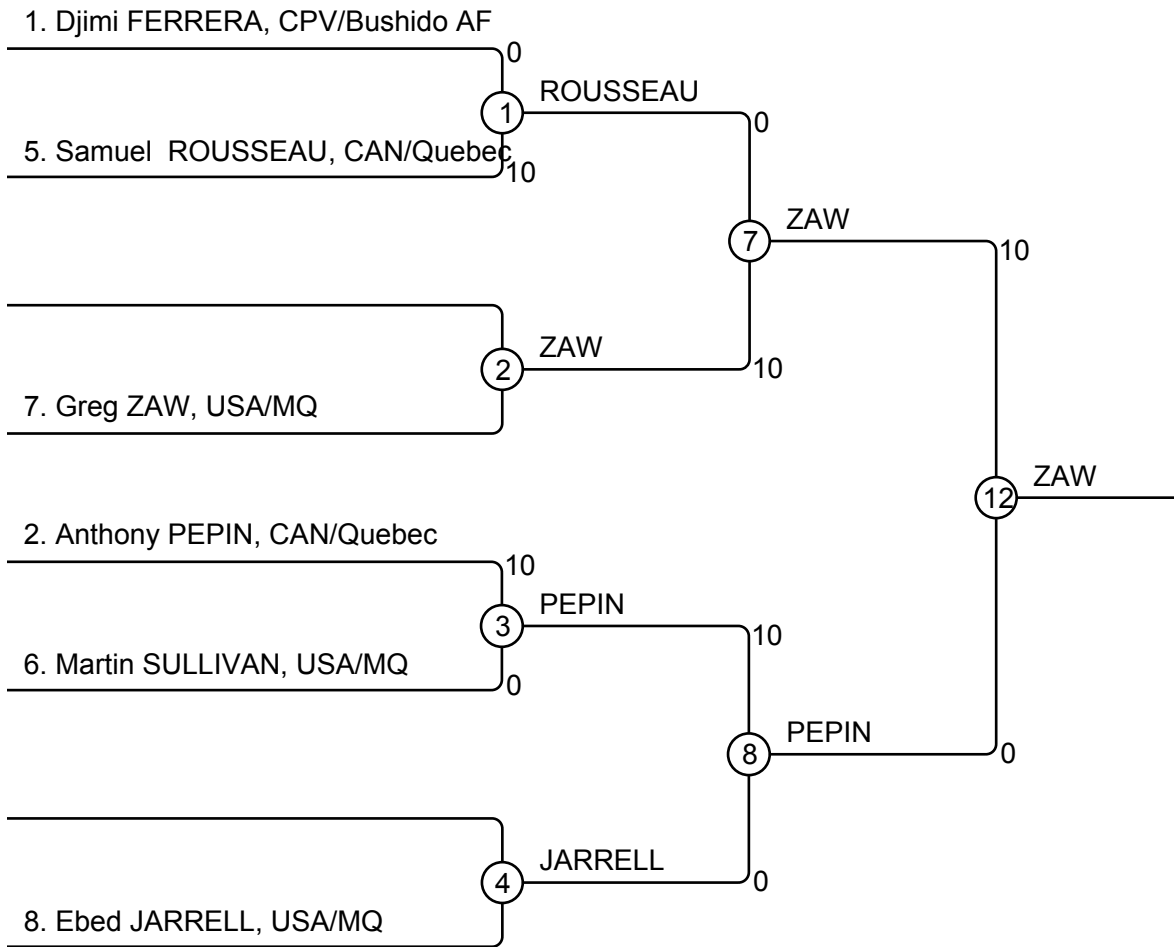 1. Djimi FERRERA, CPV/Bushido AF
0
ROUSSEAU
1
0
5. Samuel  ROUSSEAU, CAN/Quebec
10
ZAW
7
10
ZAW
2
10
7. Greg ZAW, USA/MQ
ZAW
12
2. Anthony PEPIN, CAN/Quebec
10
PEPIN
3
10
6. Martin SULLIVAN, USA/MQ
0
PEPIN
8
0
JARRELL
4
0
8. Ebed JARRELL, USA/MQ